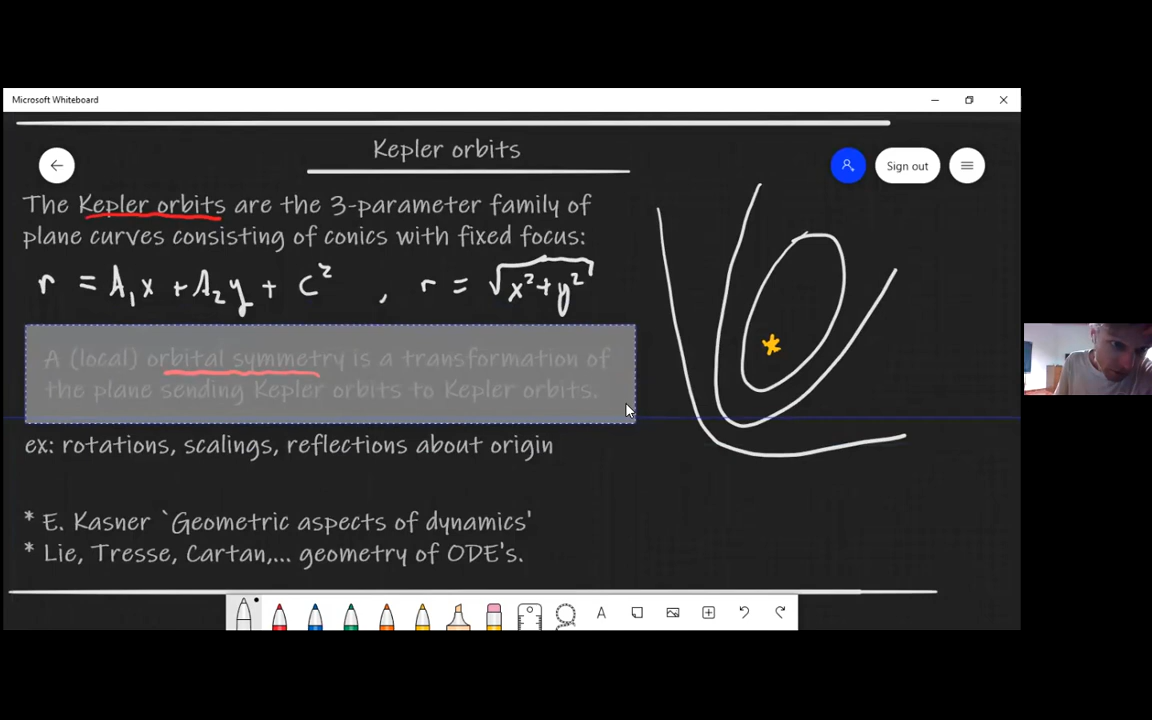 Microsoft Whiteboard
Kepler orbits
Sign out
The Kepler orbits are the 3-parameter family of
plane curves consisting of conics with fixed focus:
r = A₁x + A₂y + c² , r = √x²+y²
A (local) orbital symmetry is a transformation of
the plane sending Kepler orbits to Kepler orbits.
ex: rotations, scalings, reflections about origin
* E. Kasner `Geometric aspects of dynamics'
* Lie, Tresse, Cartan,... geometry of ODE's.
A